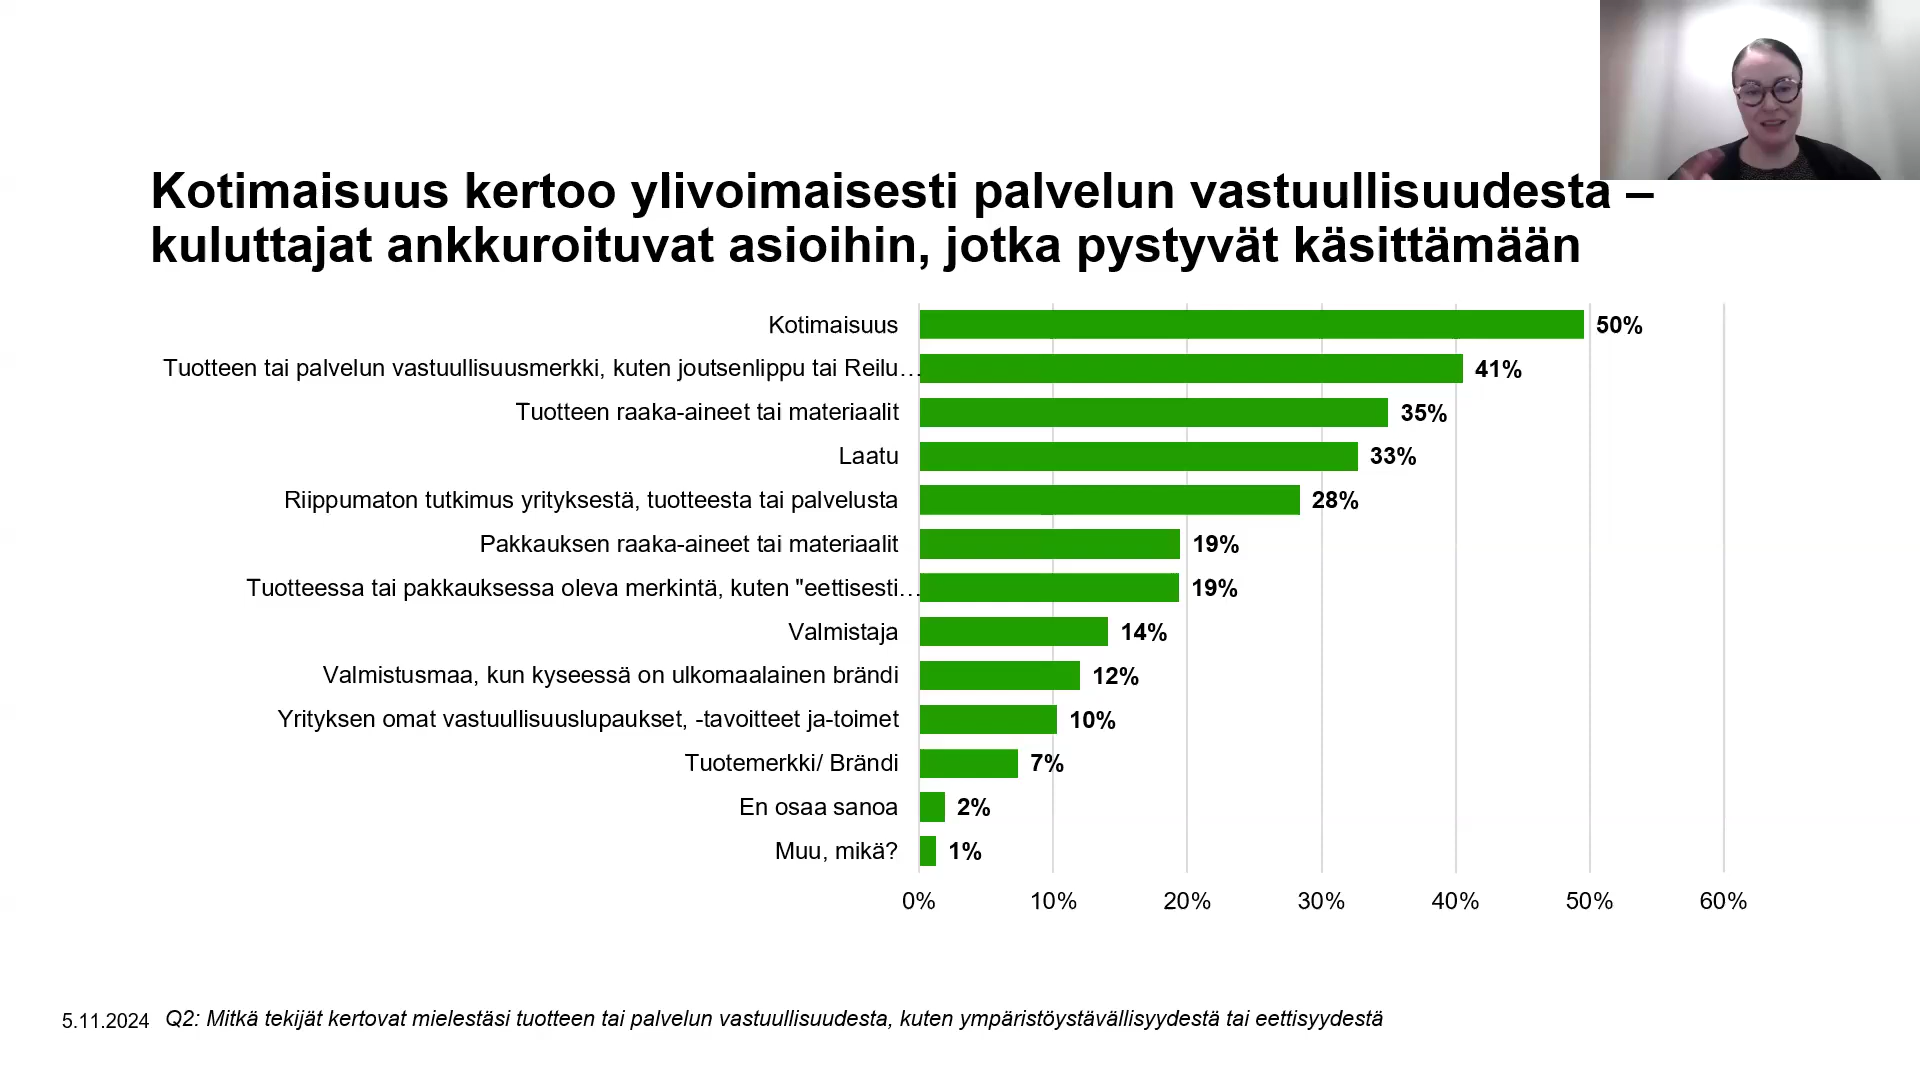 Kotimaisuus kertoo ylivoimaisesti palvelun vastuullisuudesta –
kuluttajat ankkuroituvat asioihin, jotka pystyvät käsittämään
Kotimaisuus 50%
Tuotteen tai palvelun vastuullisuusmerkki, kuten joutsenlippu tai Reilu… 41%
Tuotteen raaka-aineet tai materiaalit 35%
Laatu 33%
Riippumaton tutkimus yrityksestä, tuotteesta tai palvelusta 28%
Pakkauksen raaka-aineet tai materiaalit 19%
Tuotteessa tai pakkauksessa oleva merkintä, kuten "eettisesti… 19%
Valmistaja 14%
Valmistusmaa, kun kyseessä on ulkomaalainen brändi 12%
Yrityksen omat vastuullisuuslupaukset, -tavoitteet ja-toimet 10%
Tuotemerkki/ Brändi 7%
En osaa sanoa 2%
Muu, mikä? 1%
0% 10% 20% 30% 40% 50% 60%
5.11.2024 Q2: Mitkä tekijät kertovat mielestäsi tuotteen tai palvelun vastuullisuudesta, kuten ympäristöystävällisyydestä tai eettisyydestä